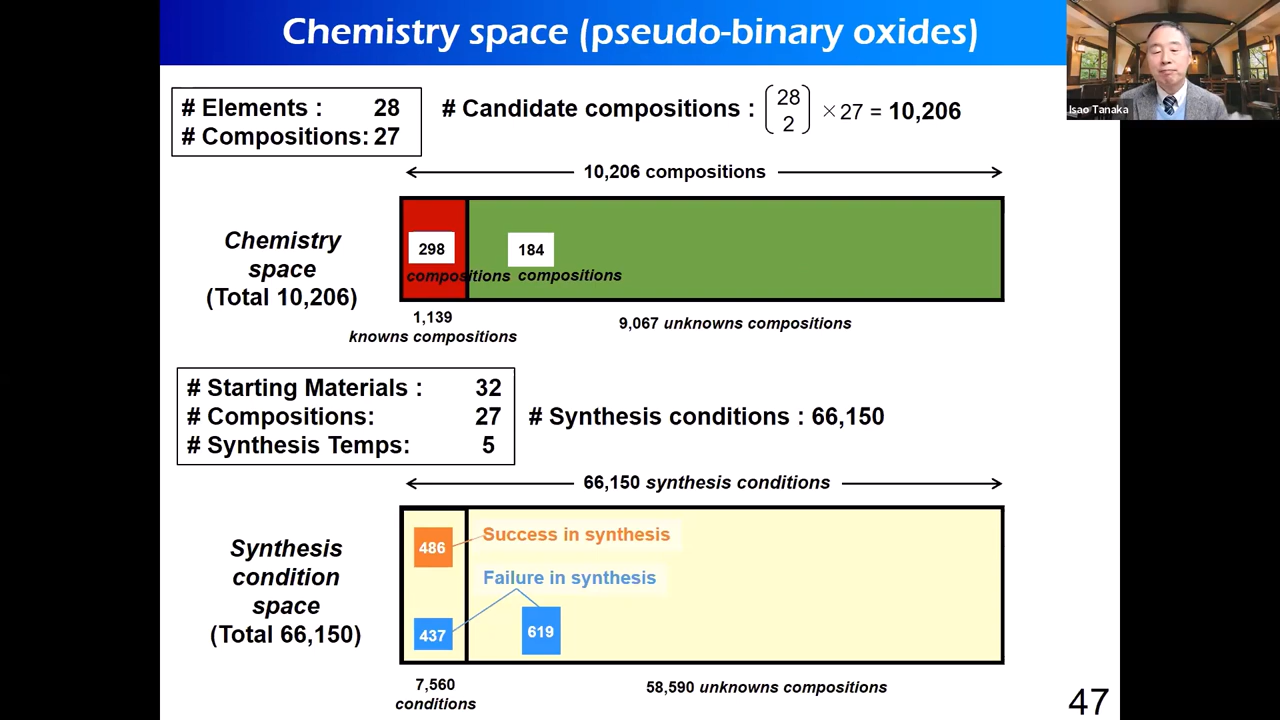 Chemistry space (pseudo-binary oxides)
Isao Tanaka
# Elements : 28
# Compositions: 27
# Candidate compositions : (28 2) ×27 = 10,206
10,206 compositions
Chemistry
space
(Total 10,206)
298
compositions
184
compositions
1,139
knowns compositions
9,067 unknowns compositions
# Starting Materials : 32
# Compositions: 27
# Synthesis Temps: 5
# Synthesis conditions : 66,150
66,150 synthesis conditions
Synthesis
condition
space
(Total 66,150)
486
Success in synthesis
Failure in synthesis
437
619
7,560
conditions
58,590 unknowns compositions
47